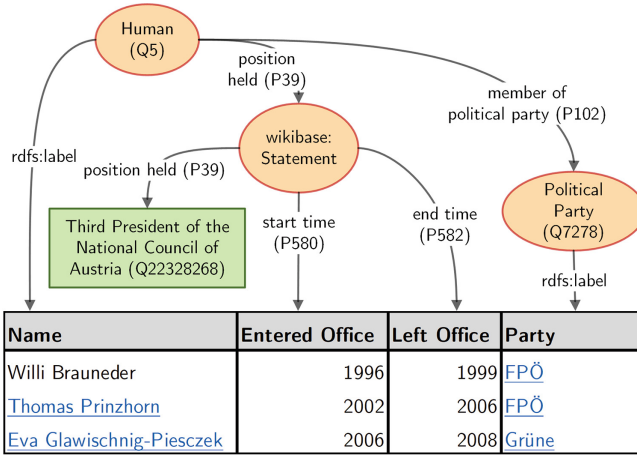 Human
(Q5)
position
held (P39)
member of
political party (P102)
rdfs:label
wikibase:
Statement
position held (P39)
Third President of the
National Council of
Austria (Q22328268)
start time
(P580)
end time
(P582)
Political
Party
(Q7278)
rdfs:label
Name Entered Office Left Office Party
Willi Brauneder 1996 1999 FPÖ
Thomas Prinzhorn 2002 2006 FPÖ
Eva Glawischnig-Piesczek 2006 2008 Grüne